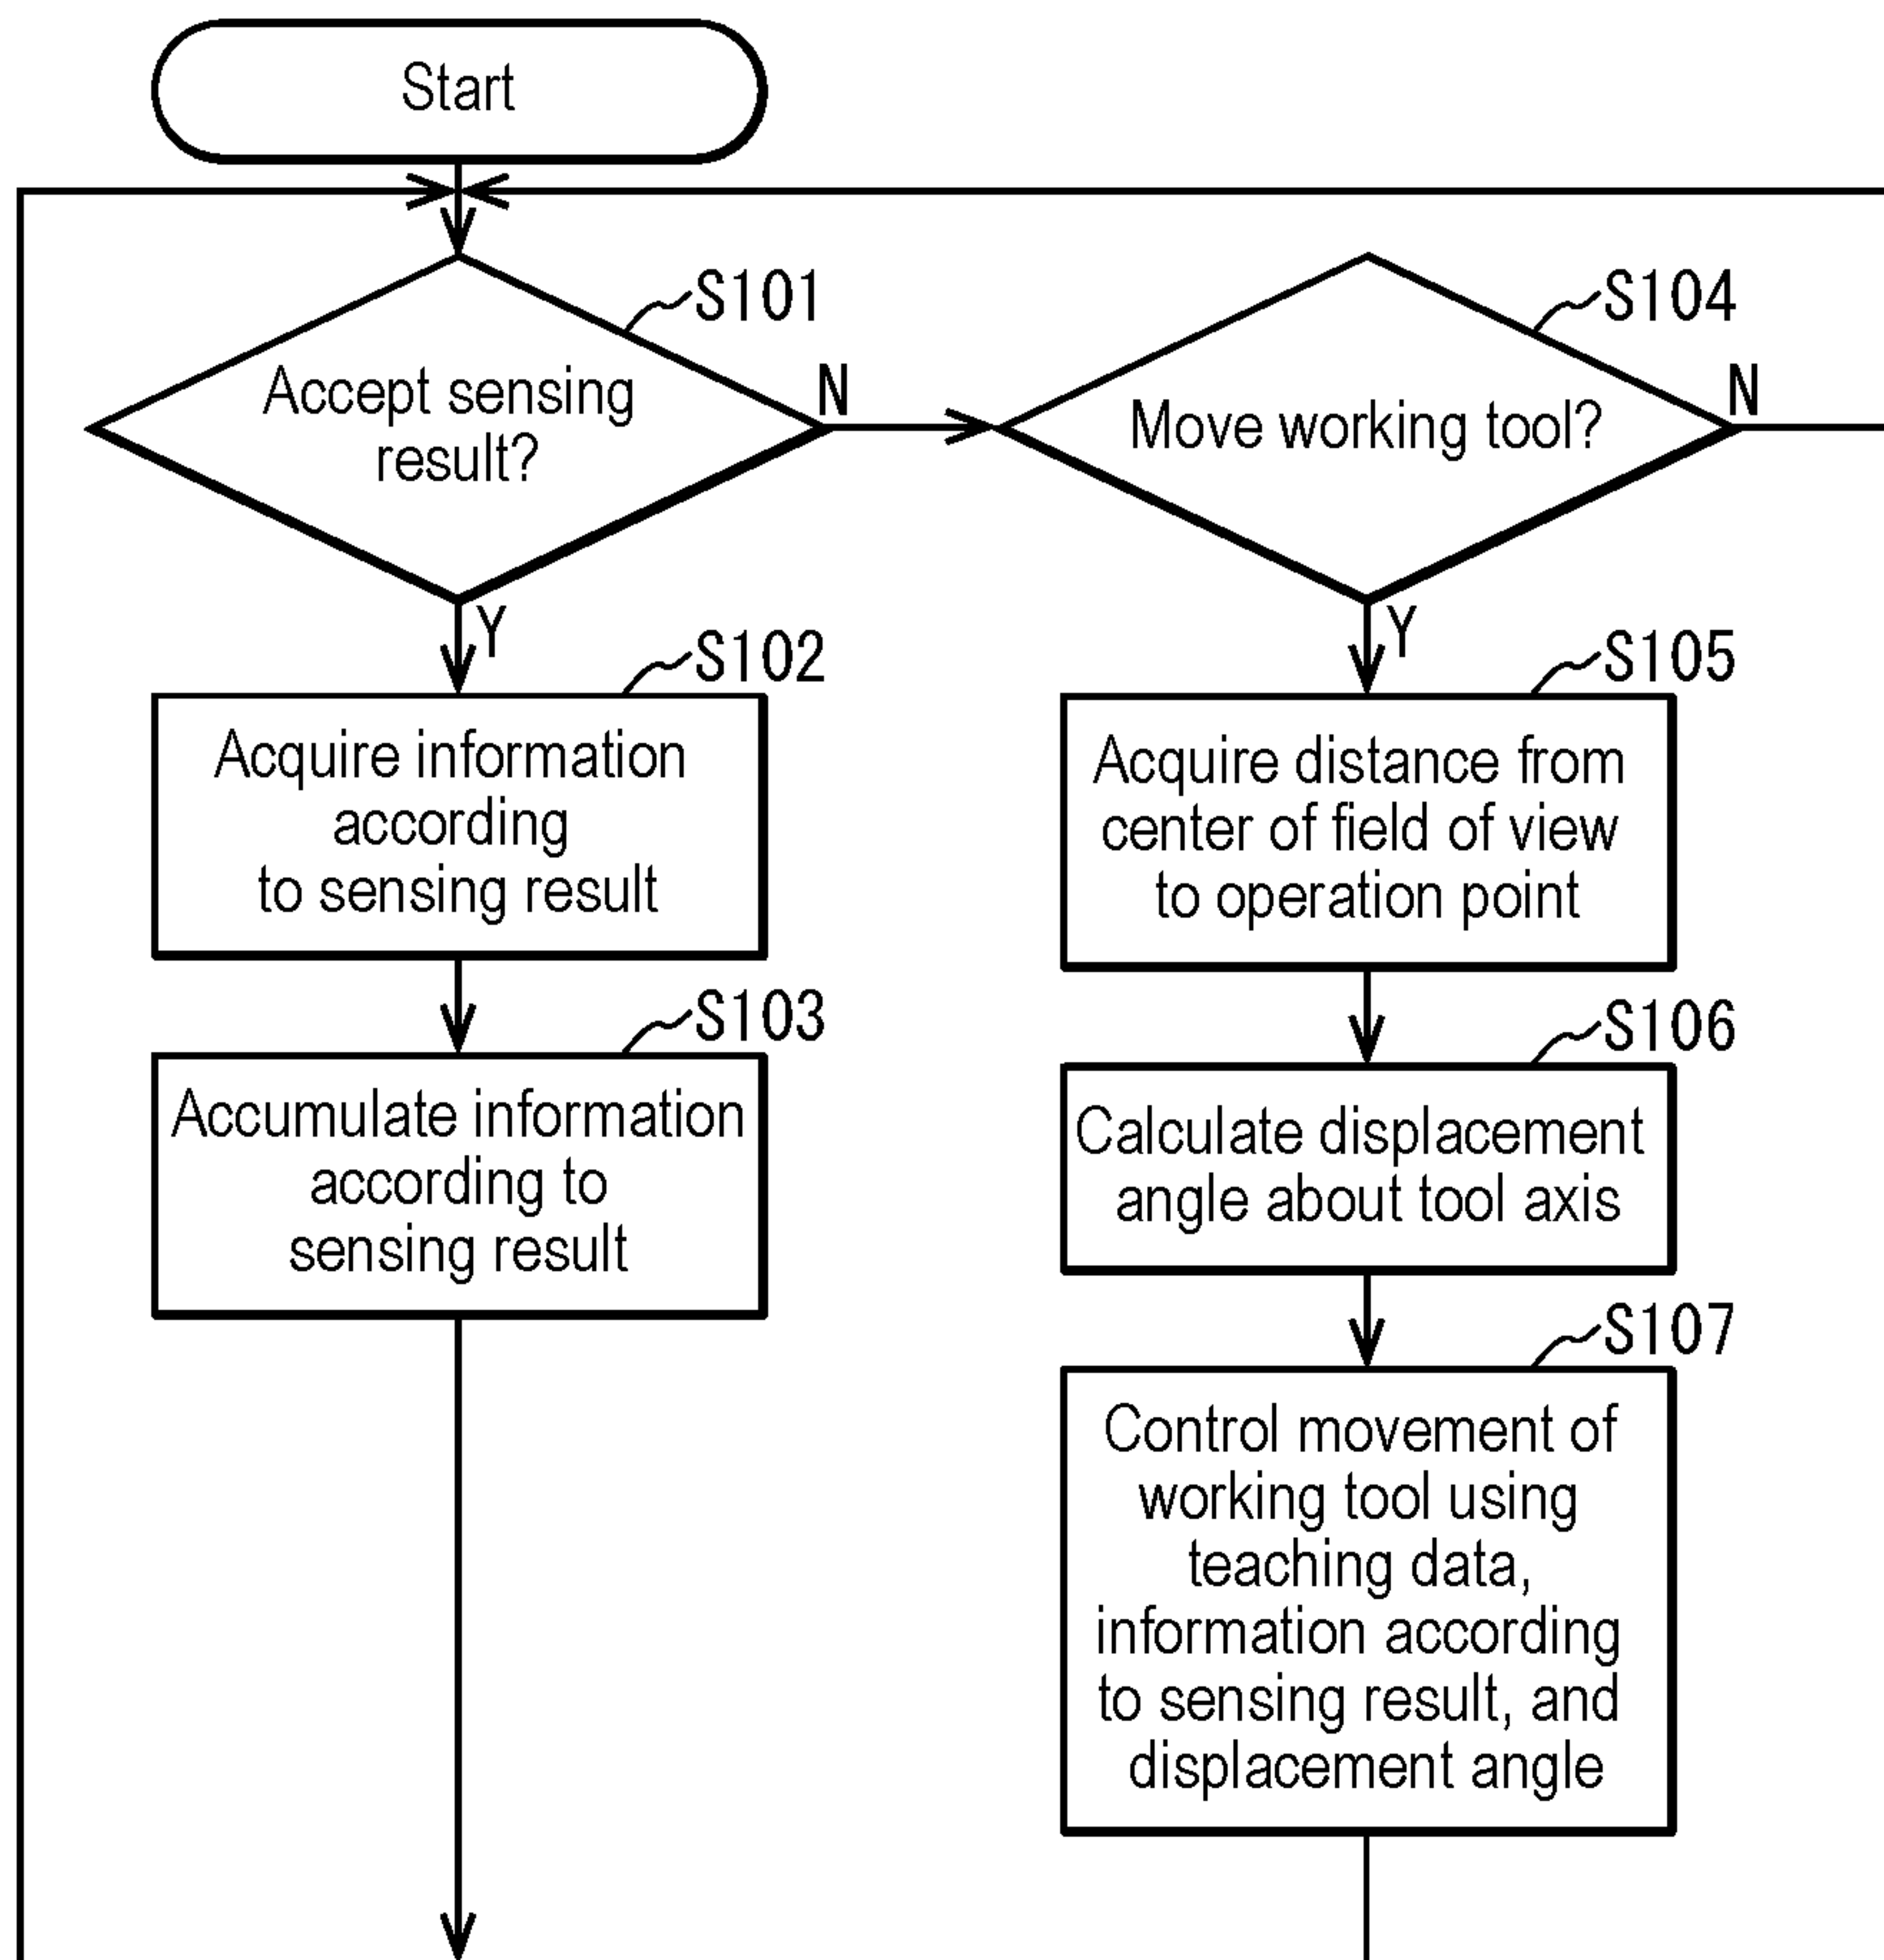 Start
S101
Accept sensing
result?
N
Y
S102
Acquire information
according
to sensing result
S103
Accumulate information
according to
sensing result
S104
Move working tool?
N
Y
S105
Acquire distance from
center of field of view
to operation point
S106
Calculate displacement
angle about tool axis
S107
Control movement of
working tool using
teaching data,
information according
to sensing result, and
displacement angle